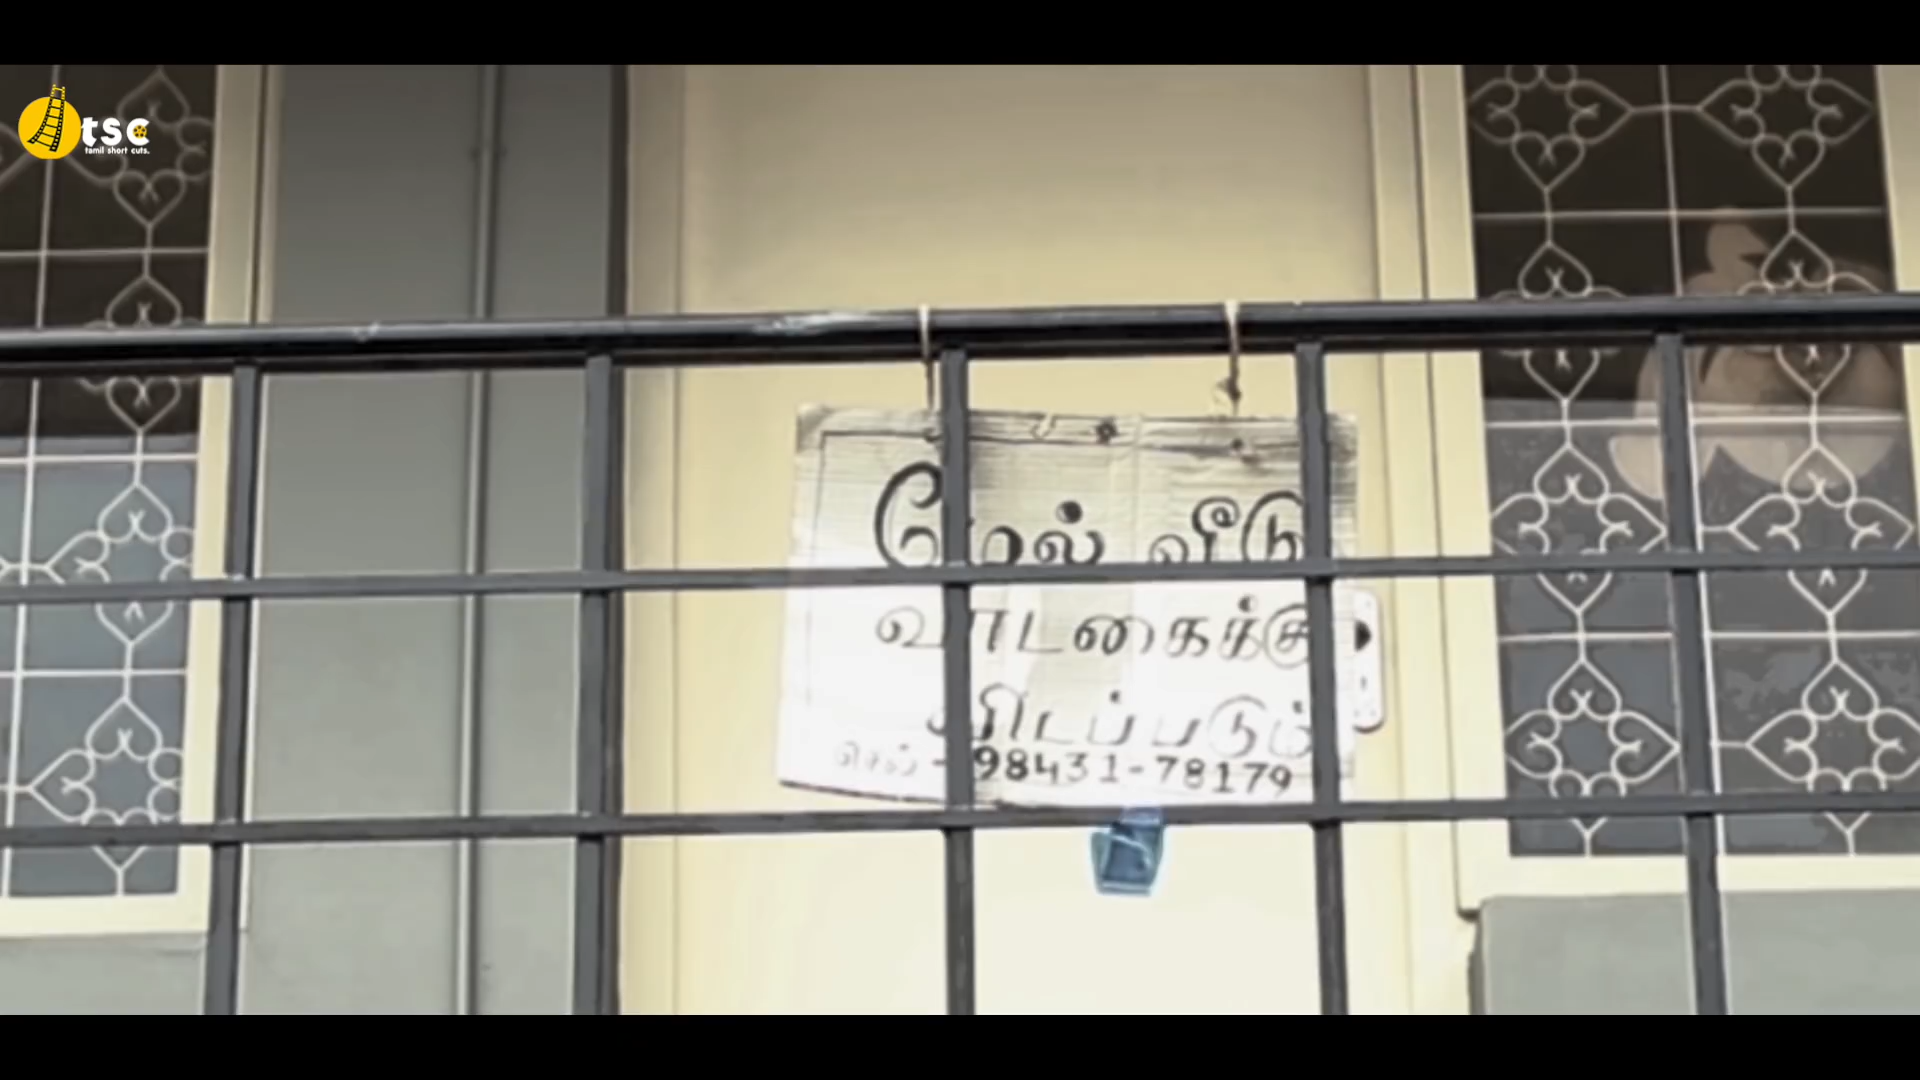 tsc
tamil short cuts.
மேல் வீடு
வாடகைக்கு
விடப்படும்
செல் - 98431-78179